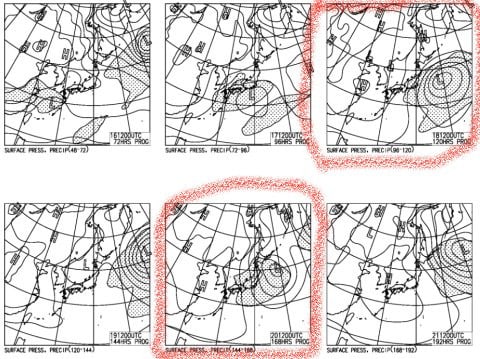 161200UTC
72HRS PROG
SURFACE PRESS, PRECIP(48-72)
171200UTC
96HRS PROG
SURFACE PRESS, PRECIP(72-96)
181200UTC
120HRS PROG
SURFACE PRESS, PRECIP(96-120)
191200UTC
144HRS PROG
SURFACE PRESS, PRECIP(120-144)
201200UTC
168HRS PROG
SURFACE PRESS, PRECIP(144-168)
211200UTC
192HRS PROG
SURFACE PRESS, PRECIP(168-192)